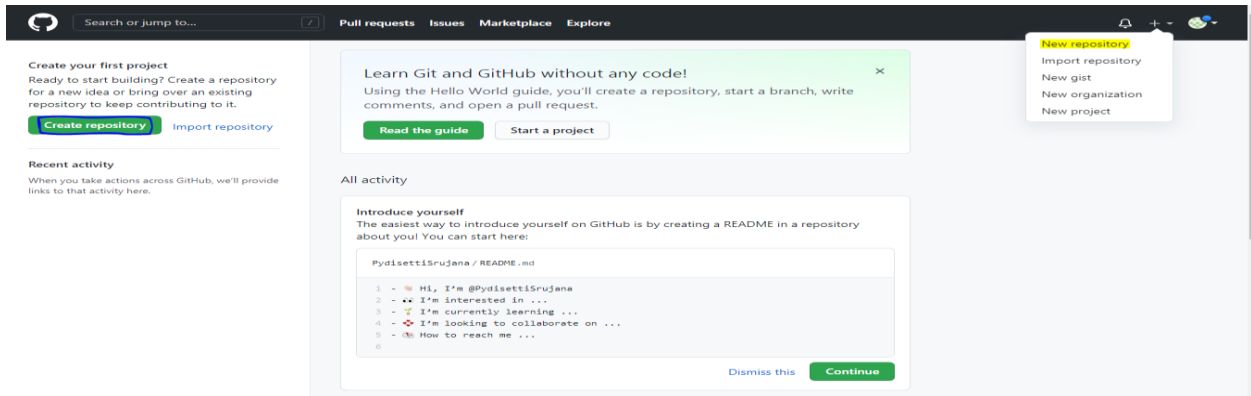 Search or jump to...
/
Pull requests Issues Marketplace Explore
New repository
Import repository
New gist
New organization
New project
Create your first project
Ready to start building? Create a repository
for a new idea or bring over an existing
repository to keep contributing to it.
Create repository Import repository
Recent activity
When you take actions across GitHub, we'll provide
links to that activity here.
Learn Git and GitHub without any code!
Using the Hello World guide, you'll create a repository, start a branch, write
comments, and open a pull request.
Read the guide Start a project
All activity
Introduce yourself
The easiest way to introduce yourself on GitHub is by creating a README in a repository
about you! You can start here:
PydisettiSrujana / README.md
1 - 👋 Hi, I'm @PydisettiSrujana
2 - 👀 I'm interested in ...
3 - 🌱 I'm currently learning ...
4 - 💞️ I'm looking to collaborate on ...
5 - 📫 How to reach me ...
6
Dismiss this Continue